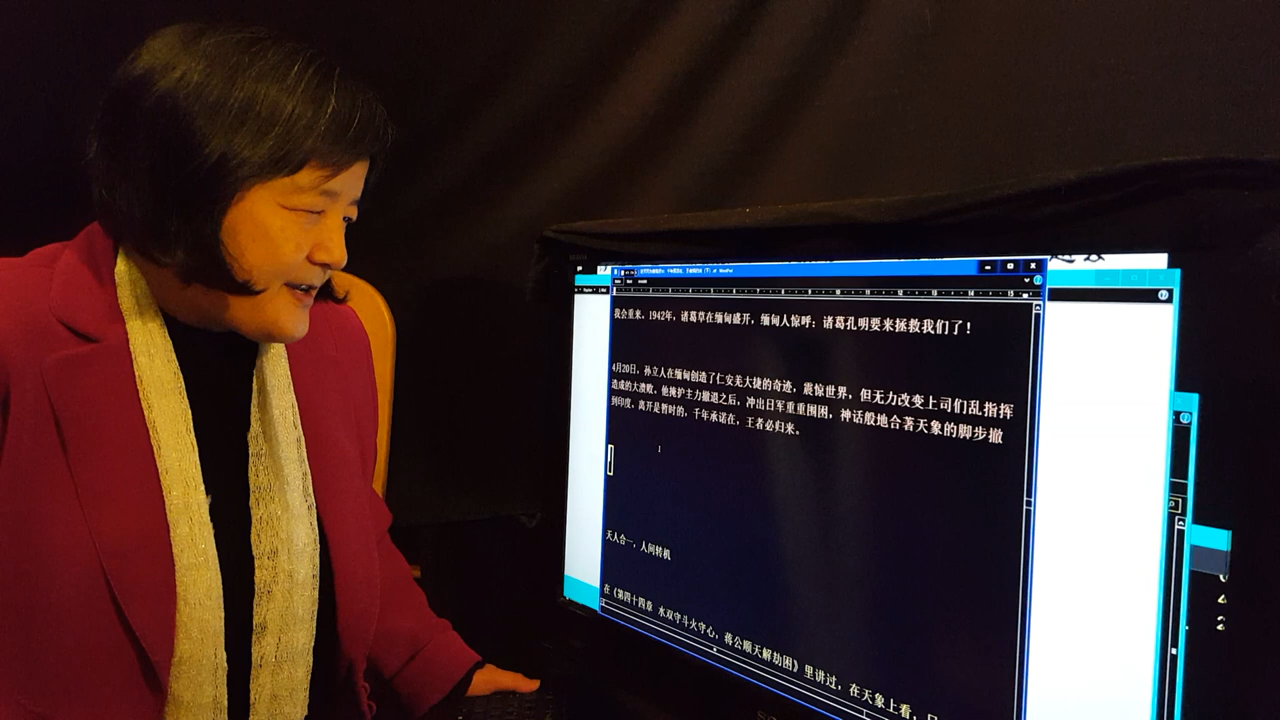 我会重来。1942年，诸葛草在缅甸盛开，缅甸人惊呼：诸葛孔明要来拯救我们了！
4月20日，孙立人在缅甸创造了仁安羌大捷的奇迹，震惊世界，但无力改变上司们乱指挥
造成的大溃败。他掩护主力撤退之后，冲出日军重重围困，神话般地合著天象的脚步撤
到印度。离开是暂时的，千年承诺在，王者必归来。
天人合一，人间转机
在《第四十四章 水双守斗火守心，蒋公顺天解劫困》里讲过，在天象上看，